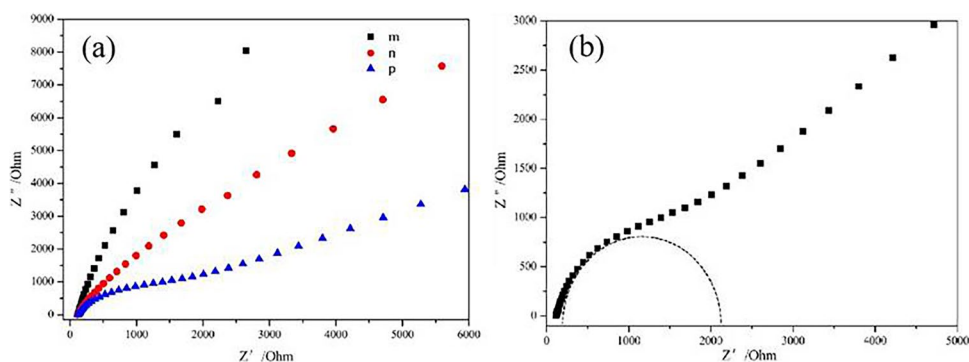 (a)
m
n
p
9000
8000
7000
6000
5000
4000
3000
2000
1000
0
Z" /Ohm
0 1000 2000 3000 4000 5000 6000
Z' /Ohm
(b)
3000
2500
2000
1500
1000
500
0
Z" /Ohm
0 1000 2000 3000 4000 5000
Z' /Ohm